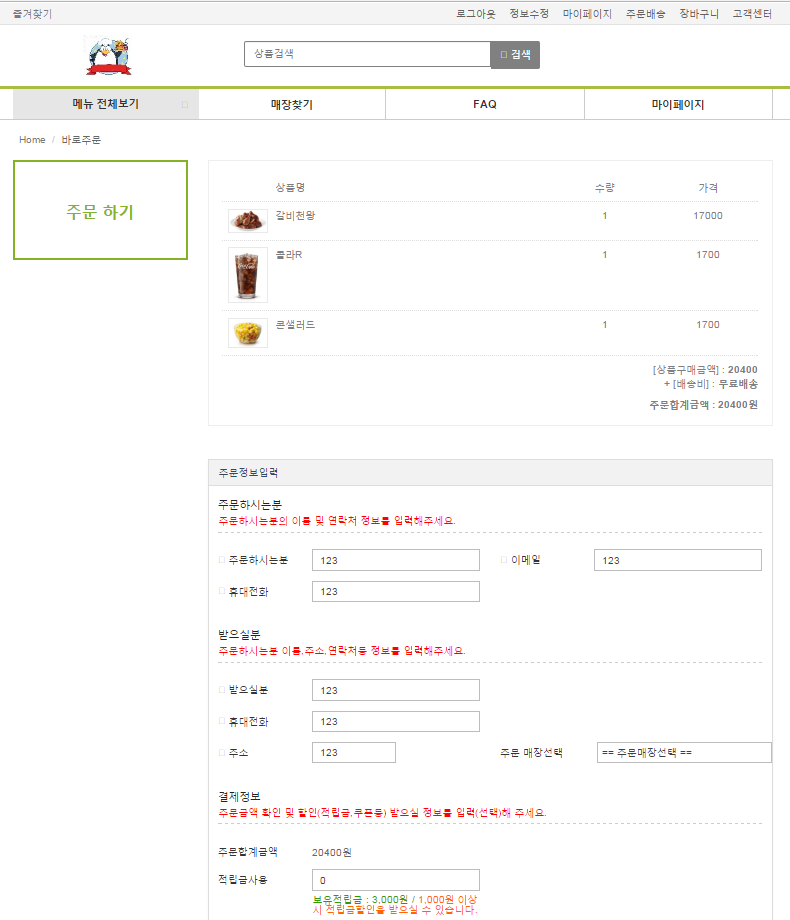 즐겨찾기
로그아웃 정보수정 마이페이지 주문배송 장바구니 고객센터
상품검색 검색
메뉴 전체보기 매장찾기 FAQ 마이페이지
Home / 바로주문
주문 하기
상품명 수량 가격
갈비천왕 1 17000
콜라R 1 1700
콘샐러드 1 1700
[상품구매금액] : 20400
+ [배송비] : 무료배송
주문합계금액 : 20400원
주문정보입력
주문하시는분
주문하시는분의 이름 및 연락처 정보를 입력해주세요.
주문하시는분 123 이메일 123
휴대전화 123
받으실분
주문하시는분 이름,주소,연락처등 정보를 입력해주세요.
받으실분 123
휴대전화 123
주소 123 주문 매장선택 == 주문매장선택 ==
결제정보
주문금액 확인 및 할인(적립금,쿠폰등) 받으실 정보를 입력(선택)해 주세요.
주문합계금액 20400원
적립금사용 0
보유적립금 : 3,000원 / 1,000원 이상
시 적립금할인을 받으실 수 있습니다.